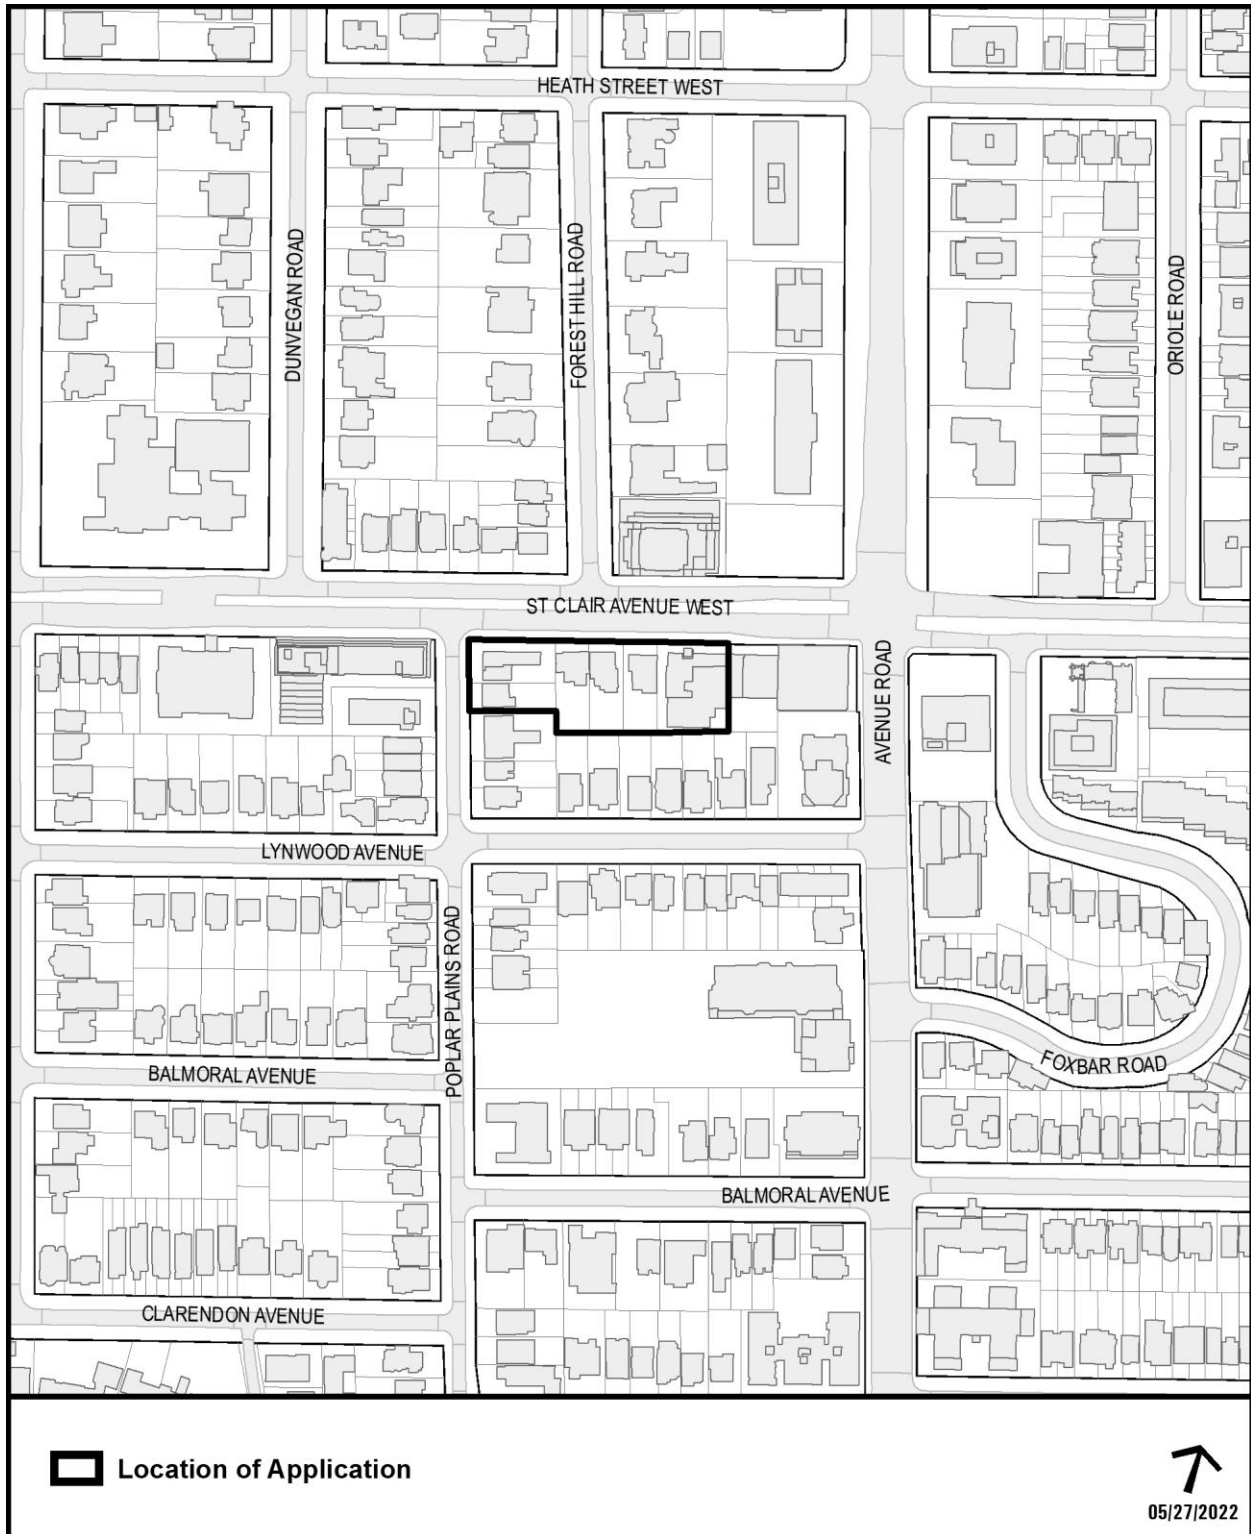 HEATH STREET WEST
DUNVEGAN ROAD
FOREST HILL ROAD
ORIOLE ROAD
ST CLAIR AVENUE WEST
AVENUE ROAD
LYNWOOD AVENUE
POPLAR PLAINS ROAD
FOXBAR ROAD
BALMORAL AVENUE
BALMORAL AVENUE
CLARENDON AVENUE
Location of Application
05/27/2022